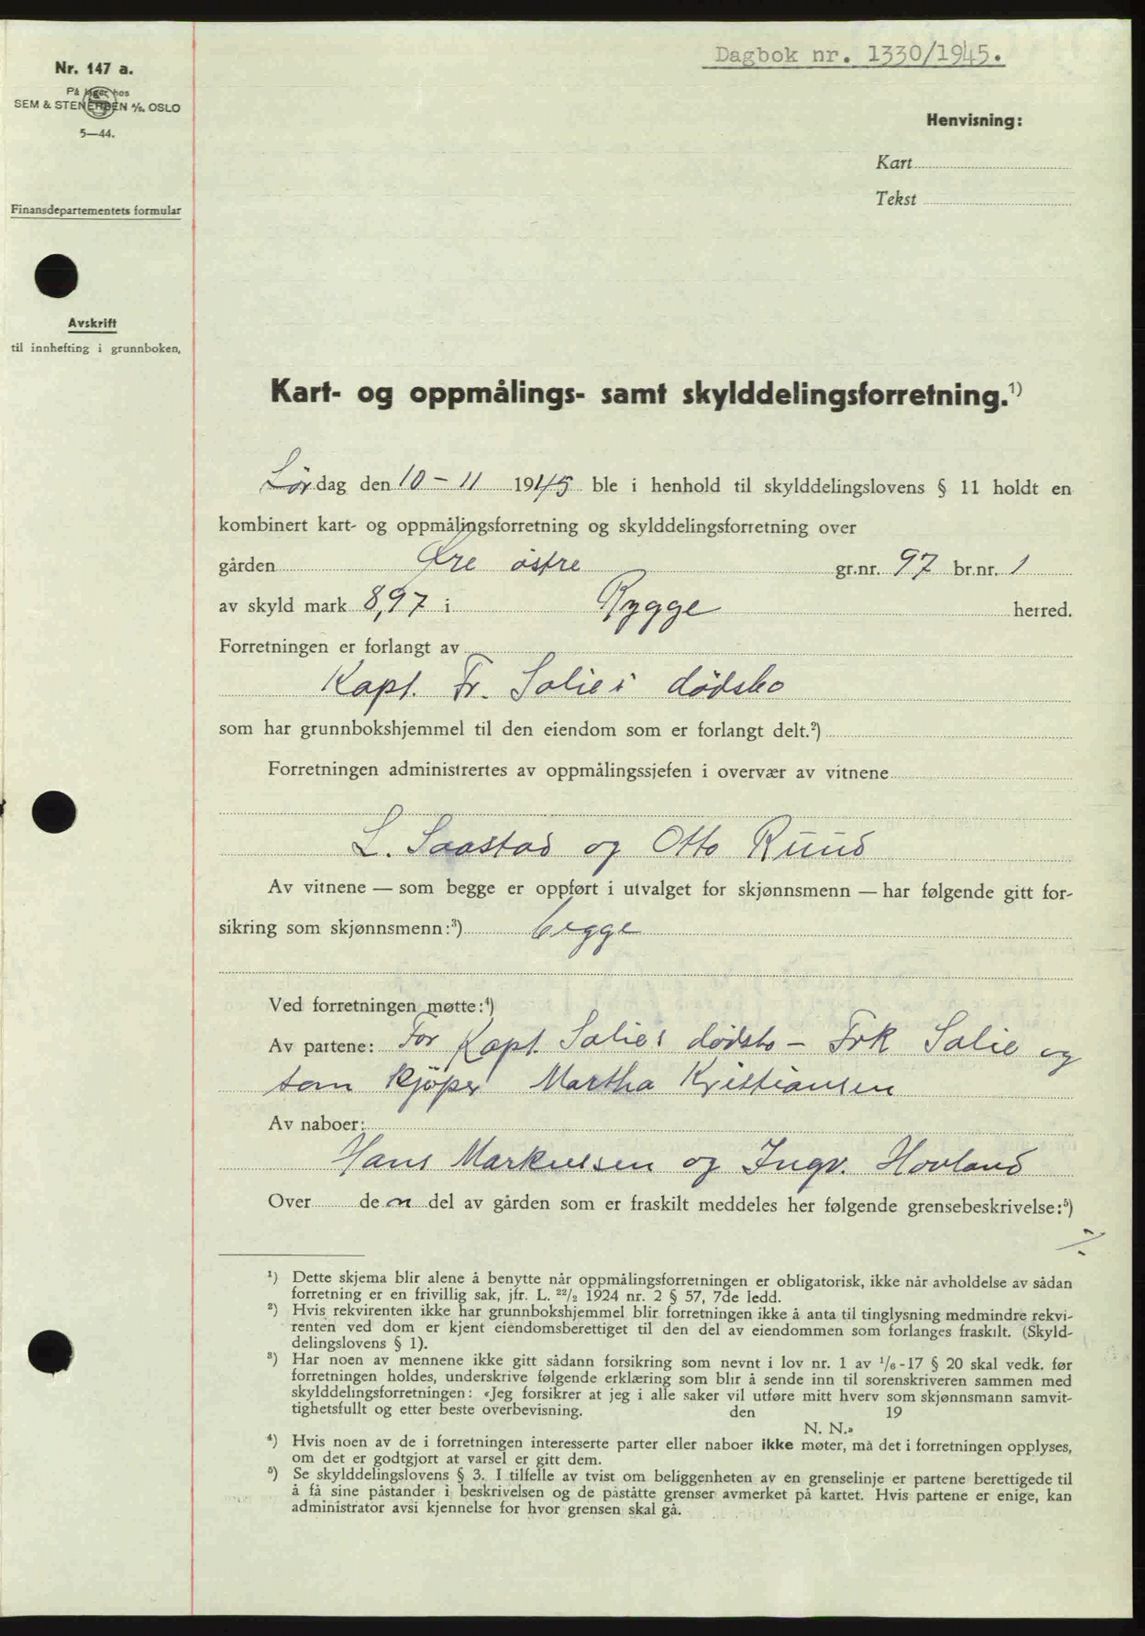 Dagbok nr. 1330/1945.
Nr. 147 a.
På lager hos
SEM & STENERSEN A/S. OSLO
5—44.
Henvisning:
Kart
Tekst
Finansdepartementets formular
Avskrift
til innhefting i grunnboken,
Kart- og oppmålings- samt skylddelingsforretning.¹)
Lørdag den 10 - 11 1945 ble i henhold til skylddelingslovens § 11 holdt en
kombinert kart- og oppmålingsforretning og skylddelingsforretning over
gården Øre østre gr.nr. 97 br.nr. 1
av skyld mark 8,97 i Rygge herred.
Forretningen er forlangt av
Kapt. Fr. Solies dødsbo
som har grunnbokshjemmel til den eiendom som er forlangt delt.²)
Forretningen administrertes av oppmålingssjefen i overvær av vitnene
L. Saastad og Otto Ruud
Av vitnene — som begge er oppført i utvalget for skjønnsmenn — har følgende gitt for-
sikring som skjønnsmenn:³) begge
Ved forretningen møtte:⁴)
Av partene: For Kapt. Solies dødsbo - Frk Solie og
som kjøper Martha Kristiansen
Av naboer:
Hans Markussen og Ingv. Hovland
Over den del av gården som er fraskilt meddeles her følgende grensebeskrivelse:⁵)
¹) Dette skjema blir alene å benytte når oppmålingsforretningen er obligatorisk, ikke når avholdelse av sådan
forretning er en frivillig sak, jfr. L. ²²/₂ 1924 nr. 2 § 57, 7de ledd.
²) Hvis rekvirenten ikke har grunnbokshjemmel blir forretningen ikke å anta til tinglysning medmindre rekvi-
renten ved dom er kjent eiendomsberettiget til den del av eiendommen som forlanges fraskilt. (Skyld-
delingslovens § 1).
³) Har noen av mennene ikke gitt sådann forsikring som nevnt i lov nr. 1 av ¹/₆-17 § 20 skal vedk. før
forretningen holdes, underskrive følgende erklæring som blir å sende inn til sorenskriveren sammen med
skylddelingsforretningen: «Jeg forsikrer at jeg i alle saker vil utføre mitt hverv som skjønnsmann samvit-
tighetsfullt og etter beste overbevisning. den 19
N. N.»
⁴) Hvis noen av de i forretningen interesserte parter eller naboer ikke møter, må det i forretningen opplyses,
om det er godtgjort at varsel er gitt dem.
⁵) Se skylddelingslovens § 3. I tilfelle av tvist om beliggenheten av en grenselinje er partene berettigede til
å få sine påstander i beskrivelsen og de påståtte grenser avmerket på kartet. Hvis partene er enige, kan
administrator avsi kjennelse for hvor grensen skal gå.